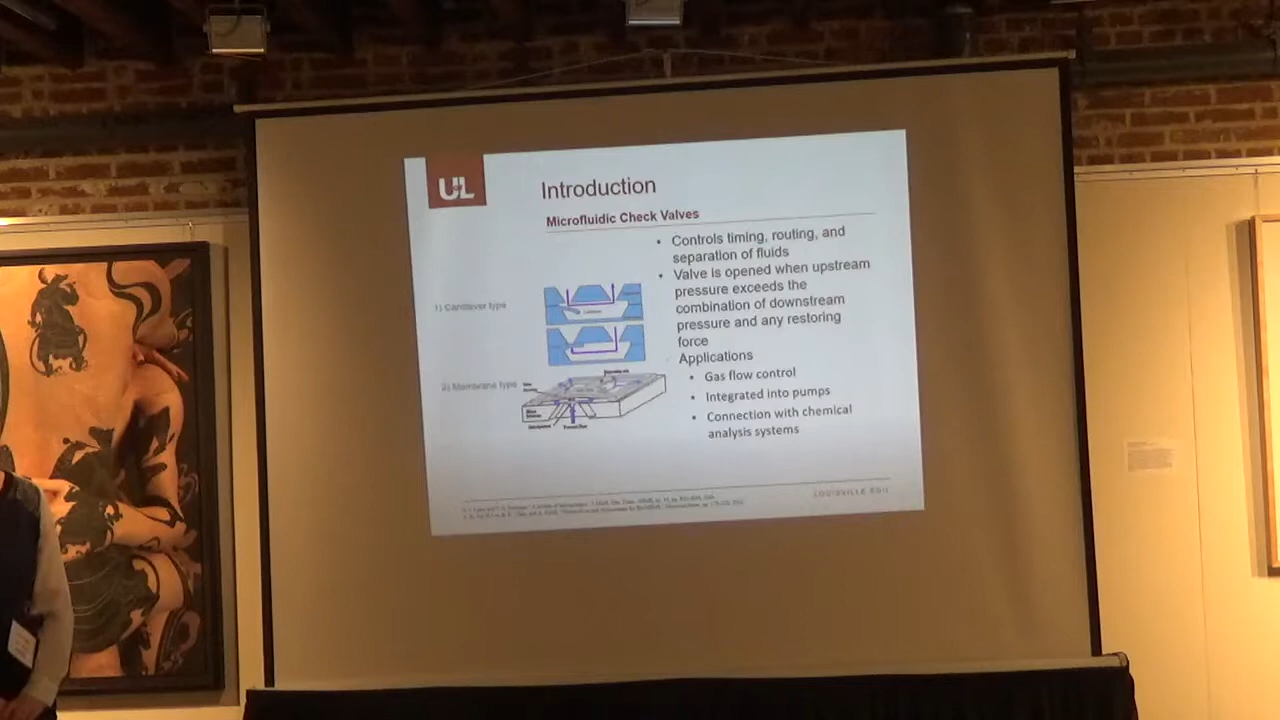 UofL
Introduction
Microfluidic Check Valves
• Controls timing, routing, and
separation of fluids
• Valve is opened when upstream
pressure exceeds the
combination of downstream
pressure and any restoring
force
Applications
• Gas flow control
• Integrated into pumps
• Connection with chemical
analysis systems
1) Cantilever type
2) Membrane type
LOUISVILLE.EDU